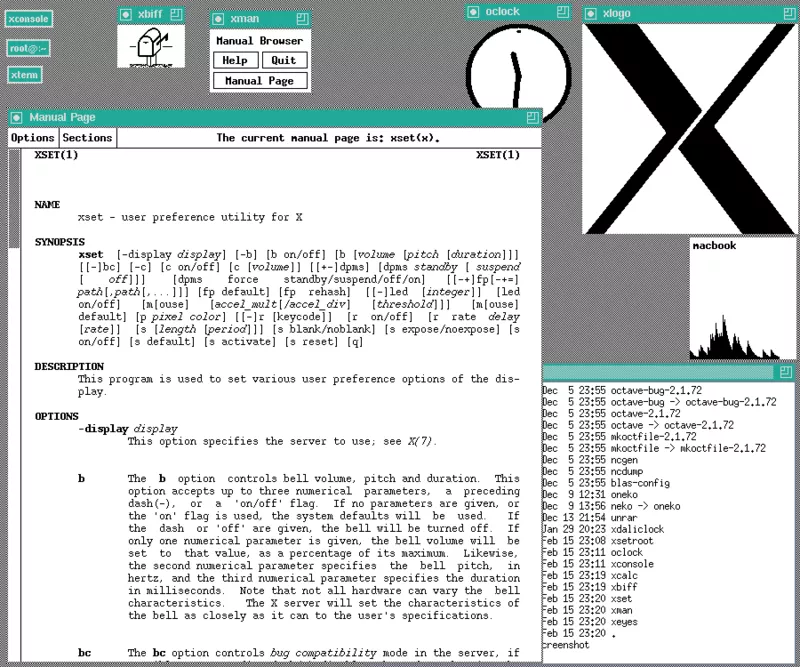 xconsole
xbiff
xman
oclock
xlogo
root@:~
xterm
Manual Browser
Help Quit
Manual Page
Manual Page
Options Sections The current manual page is: xset(x).
XSET(1) XSET(1)
NAME
xset - user preference utility for X
SYNOPSIS
xset [-display display] [-b] [b on/off] [b [volume [pitch [duration]]]
[[-]bc] [-c] [c on/off] [c [volume]] [[+-]dpms] [dpms standby [ suspend
[ off]]] [dpms force standby/suspend/off/on] [[-+]fp[-+=]
path[,path[,...]]] [fp default] [fp rehash] [[-]led [integer]] [led
on/off] [m[ouse] [accel_mult[/accel_div] [threshold]]] [m[ouse]
default] [p pixel color] [[-]r [keycode]] [r on/off] [r rate delay
[rate]] [s [length [period]]] [s blank/noblank] [s expose/noexpose] [s
on/off] [s default] [s activate] [s reset] [q]
DESCRIPTION
This program is used to set various user preference options of the dis-
play.
OPTIONS
-display display
This option specifies the server to use; see X(7).
b The b option controls bell volume, pitch and duration. This
option accepts up to three numerical parameters, a preceding
dash(-), or a 'on/off' flag. If no parameters are given, or
the 'on' flag is used, the system defaults will be used. If
the dash or 'off' are given, the bell will be turned off. If
only one numerical parameter is given, the bell volume will be
set to that value, as a percentage of its maximum. Likewise,
the second numerical parameter specifies the bell pitch, in
hertz, and the third numerical parameter specifies the duration
in milliseconds. Note that not all hardware can vary the bell
characteristics. The X server will set the characteristics of
the bell as closely as it can to the user's specifications.
bc The bc option controls bug compatibility mode in the server, if
macbook
Dec 5 23:55 octave-bug-2.1.72
Dec 5 23:55 octave-bug -> octave-bug-2.1.72
Dec 5 23:55 octave-2.1.72
Dec 5 23:55 octave -> octave-2.1.72
Dec 5 23:55 mkoctfile-2.1.72
Dec 5 23:55 mkoctfile -> mkoctfile-2.1.72
Dec 5 23:55 ncgen
Dec 5 23:55 ncdump
Dec 5 23:55 blas-config
Dec 9 12:31 oneko
Dec 9 13:56 neko -> oneko
Dec 13 21:54 unrar
Jan 29 20:23 xdaliclock
Feb 15 23:08 xsetroot
Feb 15 23:11 oclock
Feb 15 23:11 xconsole
Feb 15 23:19 xcalc
Feb 15 23:19 xbiff
Feb 15 23:20 xset
Feb 15 23:20 xman
Feb 15 23:20 xeyes
Feb 15 23:20 .
creenshot